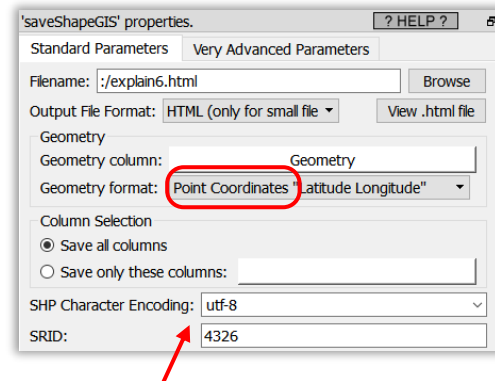 'saveShapeGIS' properties. ? HELP ?
Standard Parameters Very Advanced Parameters
Filename: :/explain6.html Browse
Output File Format: HTML (only for small file View .html file
Geometry
Geometry column: Geometry
Geometry format: Point Coordinates "Latitude Longitude"
Column Selection
Save all columns
Save only these columns:
SHP Character Encoding: utf-8
SRID: 4326